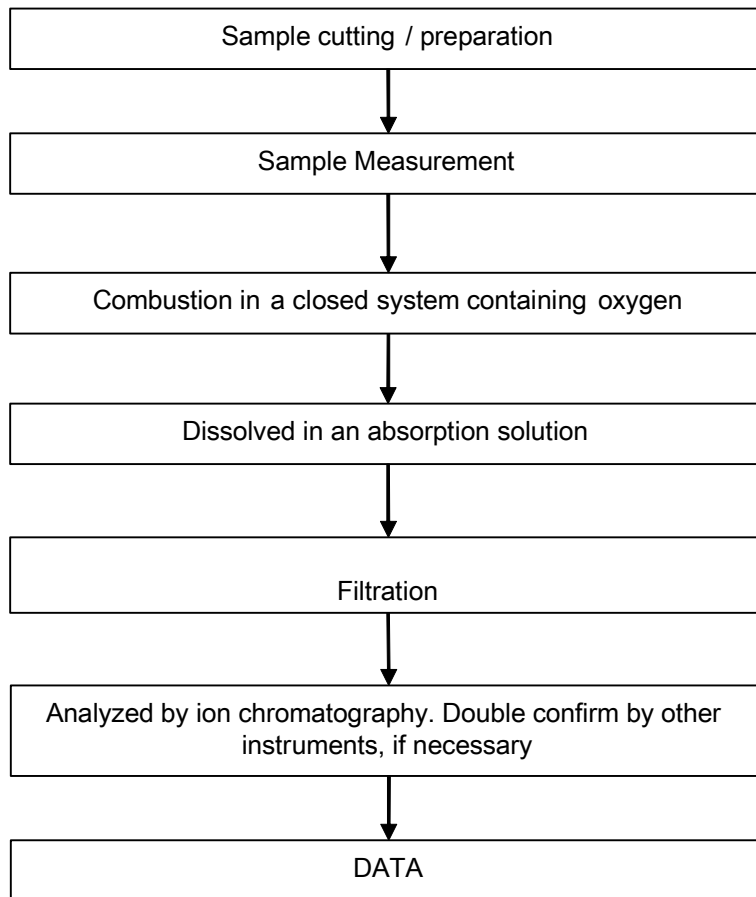 Sample cutting / preparation
Sample Measurement
Combustion in a closed system containing oxygen
Dissolved in an absorption solution
Filtration
Analyzed by ion chromatography. Double confirm by other
instruments, if necessary
DATA